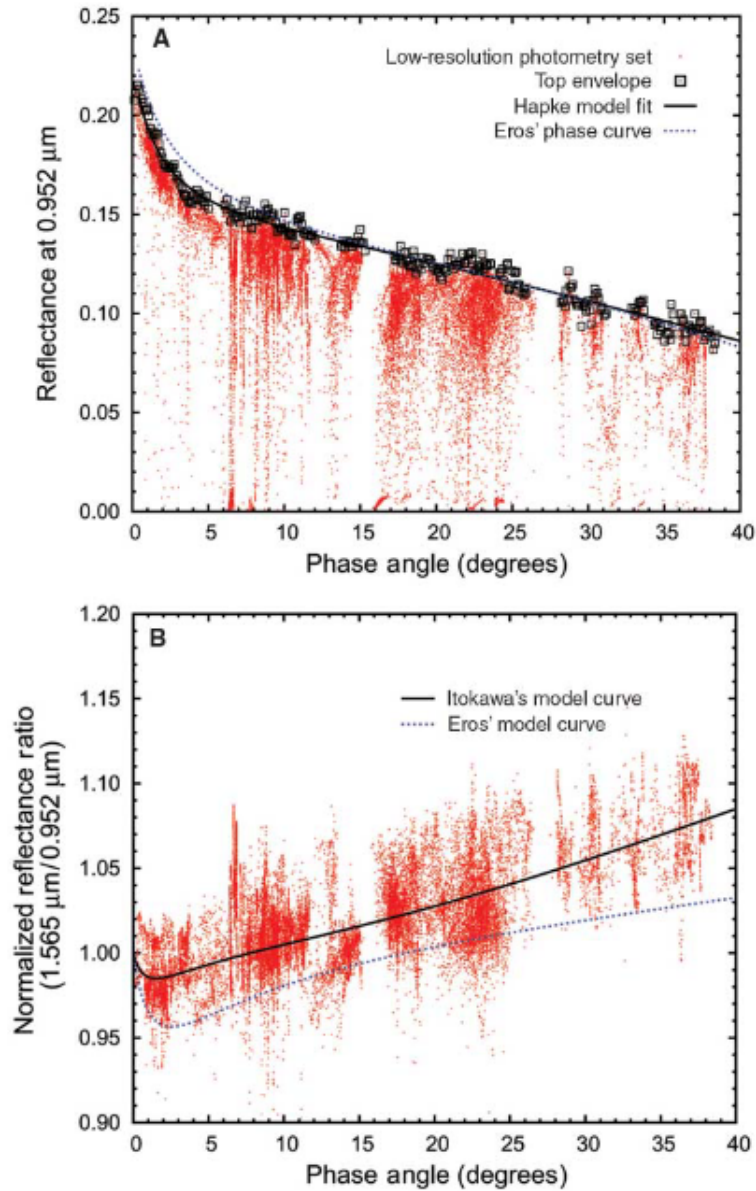 A
Low-resolution photometry set
Top envelope
Hapke model fit
Eros' phase curve
Reflectance at 0.952 μm
0.25
0.20
0.15
0.10
0.05
0.00
0 5 10 15 20 25 30 35 40
Phase angle (degrees)
B
Itokawa's model curve
Eros' model curve
Normalized reflectance ratio
(1.565 μm/0.952 μm)
1.20
1.15
1.10
1.05
1.00
0.95
0.90
0 5 10 15 20 25 30 35 40
Phase angle (degrees)